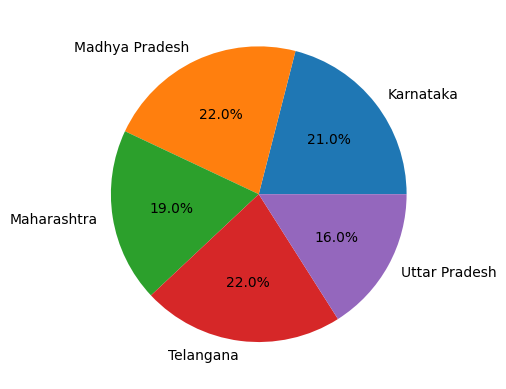 Madhya Pradesh
Karnataka
22.0%
21.0%
Maharashtra
19.0%
16.0%
Uttar Pradesh
22.0%
Telangana